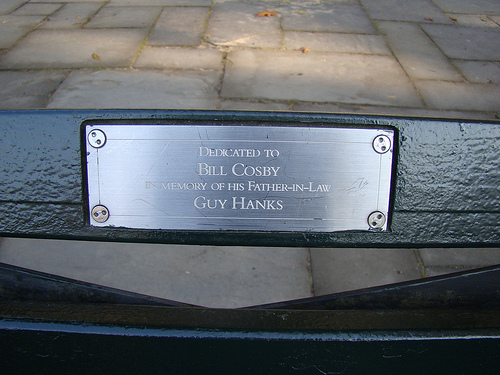 Dedicated to
Bill Cosby
In memory of his Father-in-Law
Guy Hanks